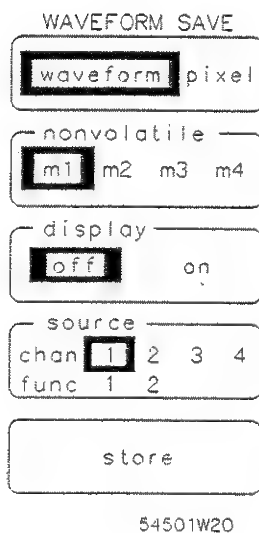 WAVEFORM SAVE
waveform pixel
nonvolatile
m1 m2 m3 m4
display
off on
source
chan 1 2 3 4
func 1 2
store
54501W20